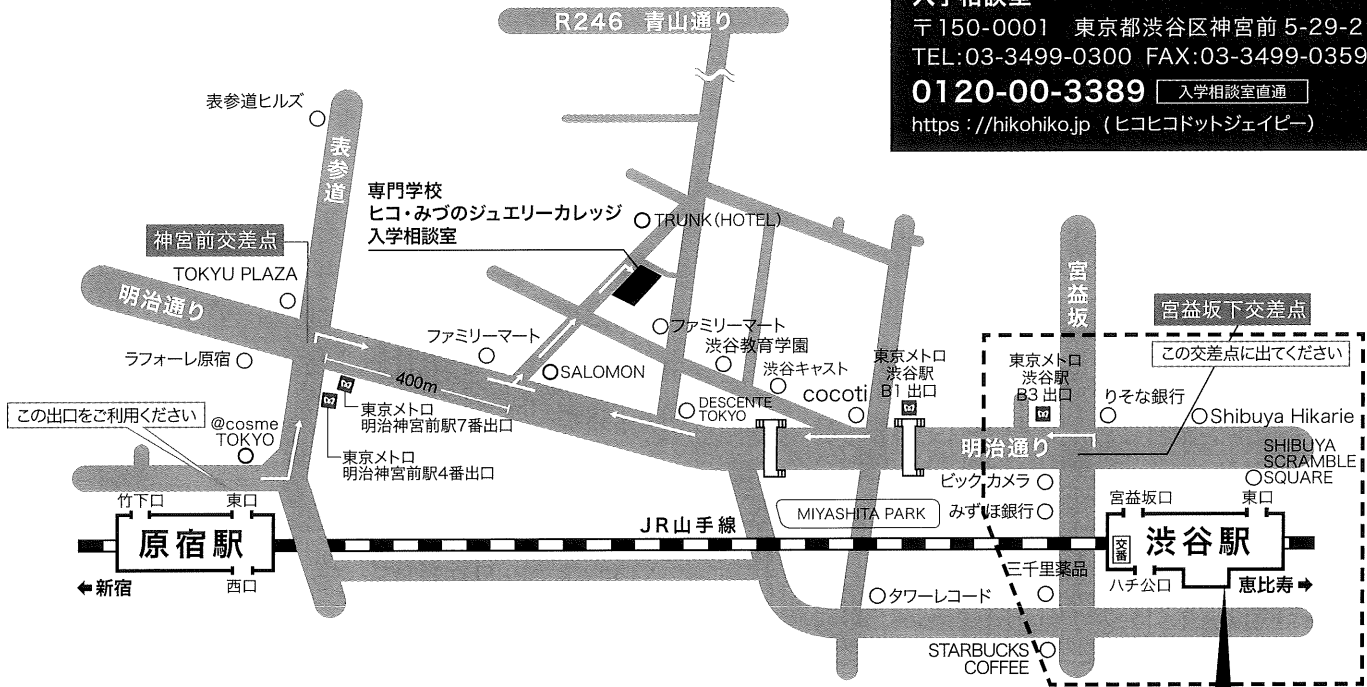 R246 青山通り
入学相談室
〒150-0001 東京都渋谷区神宮前 5-29-2
TEL:03-3499-0300 FAX:03-3499-0359
0120-00-3389 入学相談室直通
https://hikohiko.jp (ヒコヒコドットジェイピー)
表参道ヒルズ
表参道
専門学校
ヒコ・みづのジュエリーカレッジ
入学相談室
TRUNK(HOTEL)
神宮前交差点
TOKYU PLAZA
明治通り
ラフォーレ原宿
ファミリーマート
400m
SALOMON
ファミリーマート
渋谷教育学園
渋谷キャスト
cocoti
DESCENTE
TOKYO
東京メトロ
渋谷駅
B1 出口
宮益坂
宮益坂下交差点
この交差点に出てください
東京メトロ
渋谷駅
B3 出口
りそな銀行
Shibuya Hikarie
明治通り
SHIBUYA
SCRAMBLE
SQUARE
この出口をご利用ください
@cosme
TOKYO
東京メトロ
明治神宮前駅7番出口
東京メトロ
明治神宮前駅4番出口
ビックカメラ
みずほ銀行
MIYASHITA PARK
竹下口
東口
原宿駅
西口
←新宿
JR山手線
宮益坂口
東口
交番
渋谷駅
ハチ公口
恵比寿→
三千里薬品
タワーレコード
STARBUCKS
COFFEE